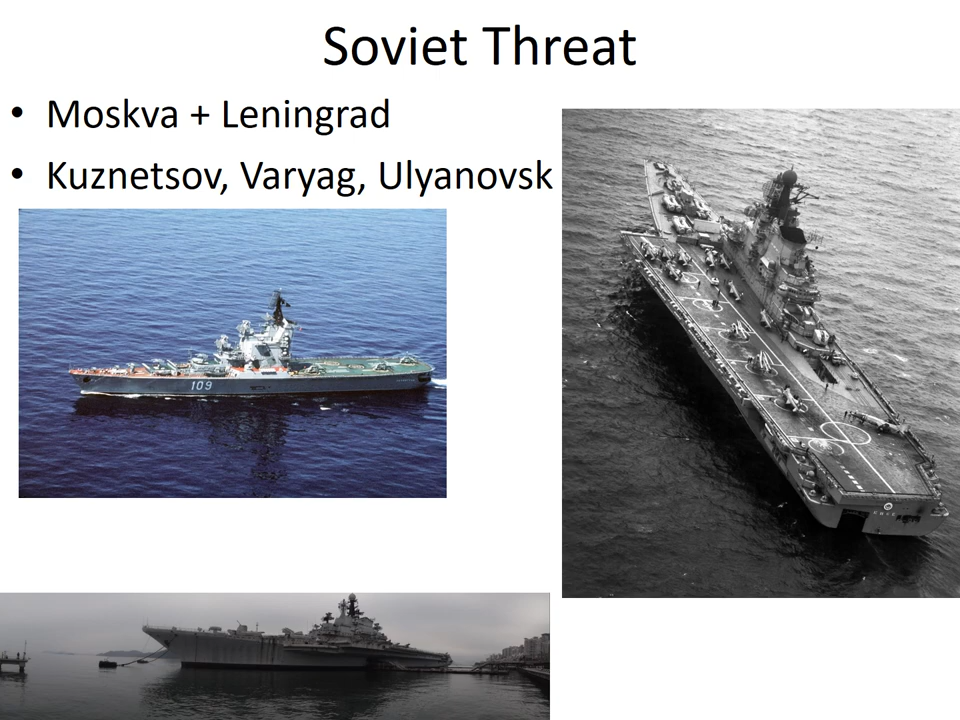 Soviet Threat
• Moskva + Leningrad
• Kuznetsov, Varyag, Ulyanovsk
109